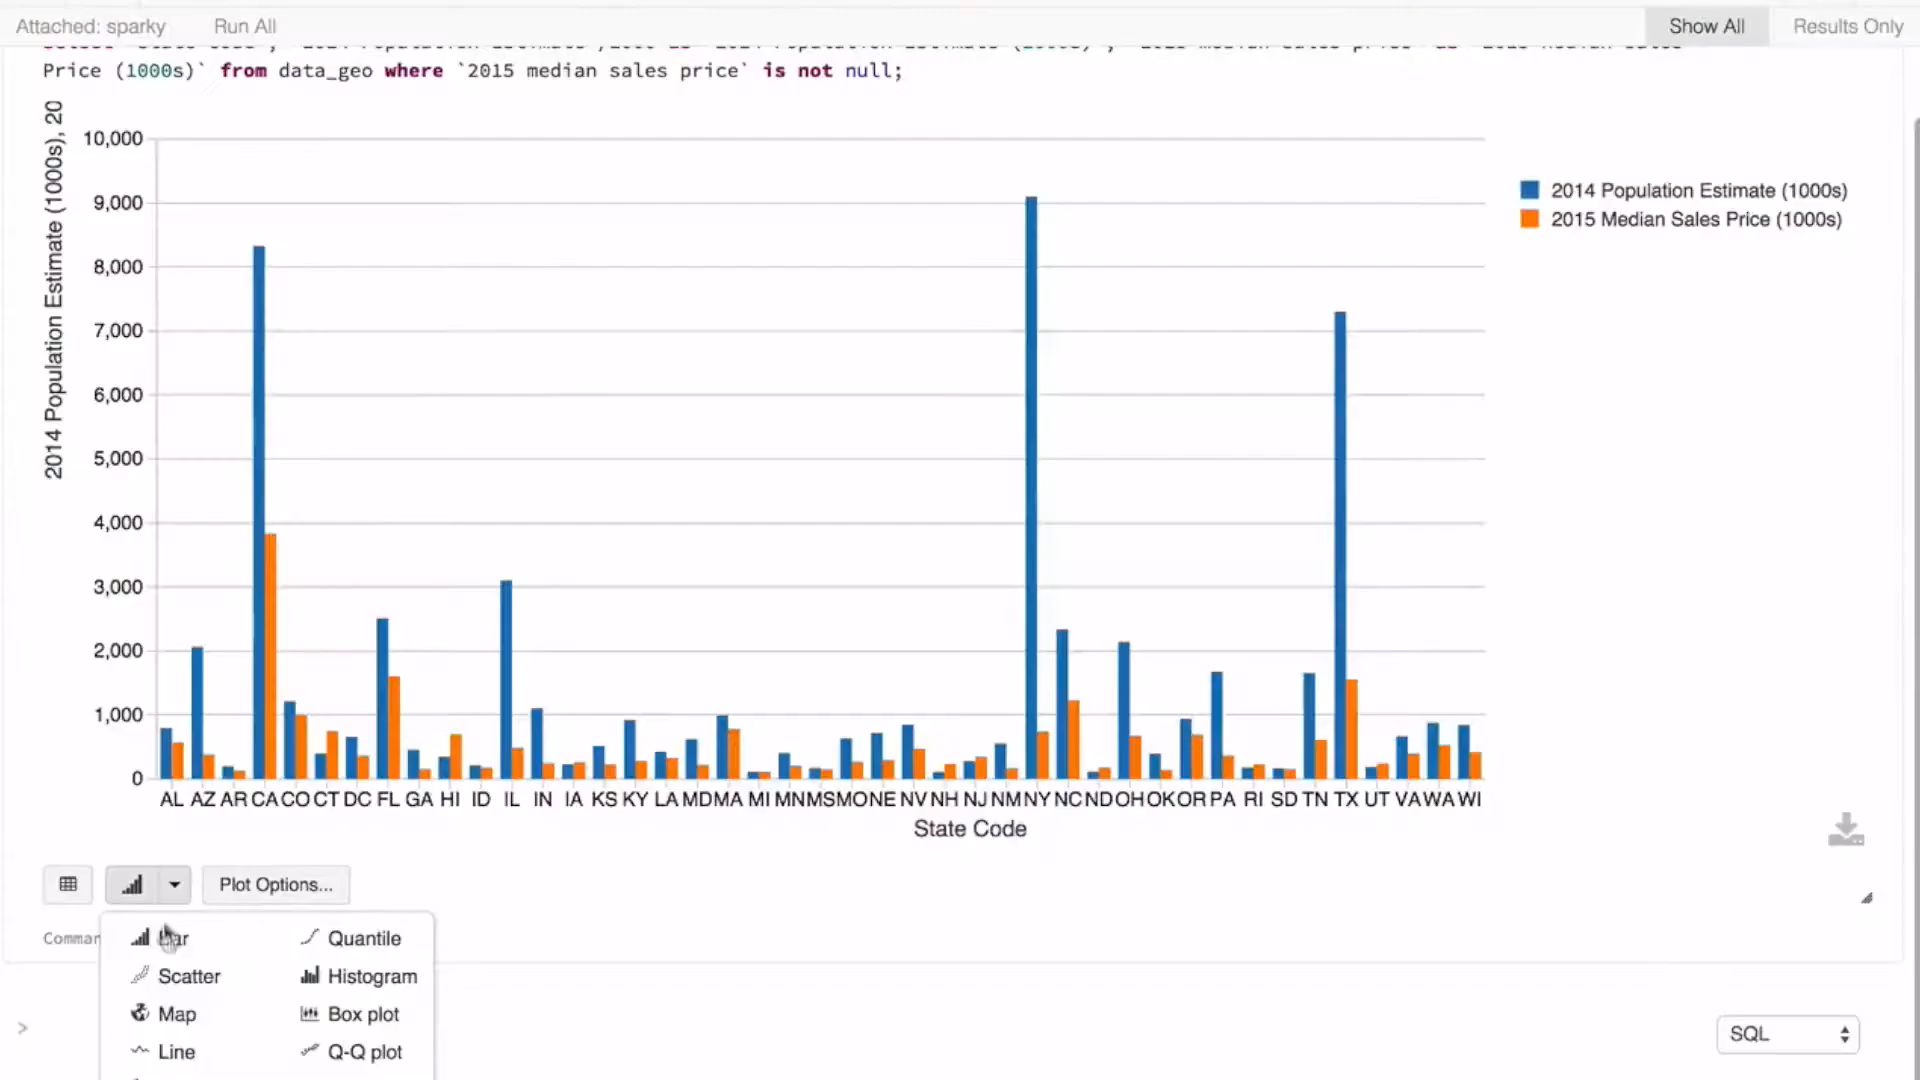 Attached: sparky Run All Show All Results Only
Price (1000s)` from data_geo where `2015 median sales price` is not null;
2014 Population Estimate (1000s), 20
10,000
9,000
8,000
7,000
6,000
5,000
4,000
3,000
2,000
1,000
0
2014 Population Estimate (1000s)
2015 Median Sales Price (1000s)
AL AZ AR CA CO CT DC FL GA HI ID IL IN IA KS KY LA MD MA MI MN MS MO NE NV NH NJ NM NY NC ND OH OK OR PA RI SD TN TX UT VA WA WI
State Code
Plot Options...
Comman
Bar Quantile
Scatter Histogram
Map Box plot
Line Q-Q plot
>
SQL